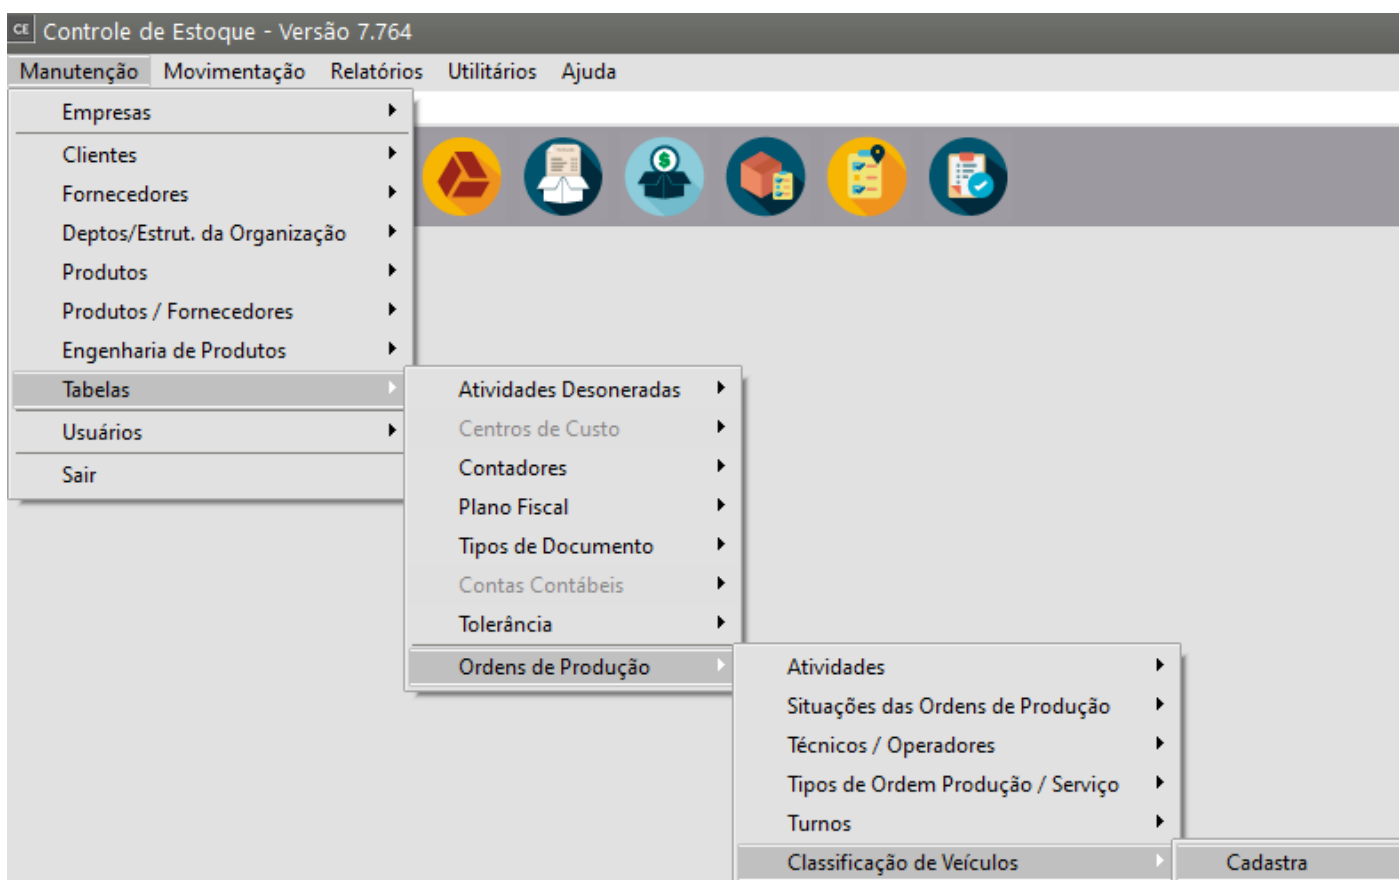 CE Controle de Estoque - Versão 7.764
Manutenção Movimentação Relatórios Utilitários Ajuda
Empresas
Clientes
Fornecedores
Deptos/Estrut. da Organização
Produtos
Produtos / Fornecedores
Engenharia de Produtos
Tabelas
Usuários
Sair
Atividades Desoneradas
Centros de Custo
Contadores
Plano Fiscal
Tipos de Documento
Contas Contábeis
Tolerância
Ordens de Produção
Atividades
Situações das Ordens de Produção
Técnicos / Operadores
Tipos de Ordem Produção / Serviço
Turnos
Classificação de Veículos
Cadastra